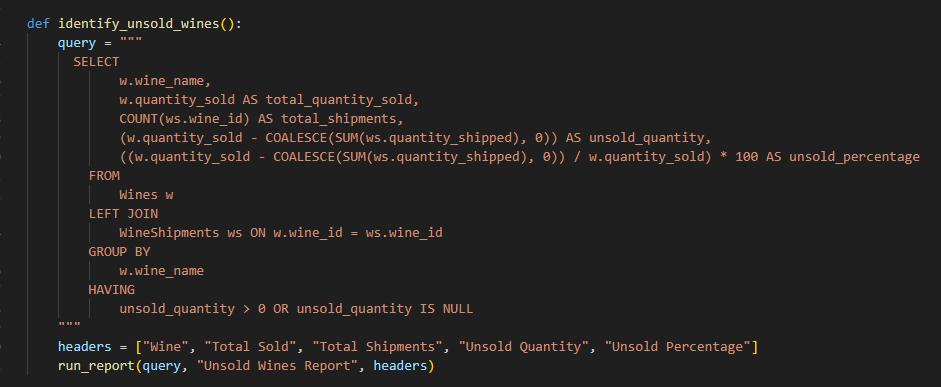 def identify_unsold_wines():
    query = """
      SELECT
            w.wine_name,
            w.quantity_sold AS total_quantity_sold,
            COUNT(ws.wine_id) AS total_shipments,
            (w.quantity_sold - COALESCE(SUM(ws.quantity_shipped), 0)) AS unsold_quantity,
            ((w.quantity_sold - COALESCE(SUM(ws.quantity_shipped), 0)) / w.quantity_sold) * 100 AS unsold_percentage
        FROM
            Wines w
        LEFT JOIN
            WineShipments ws ON w.wine_id = ws.wine_id
        GROUP BY
            w.wine_name
        HAVING
            unsold_quantity > 0 OR unsold_quantity IS NULL
    """
    headers = ["Wine", "Total Sold", "Total Shipments", "Unsold Quantity", "Unsold Percentage"]
    run_report(query, "Unsold Wines Report", headers)